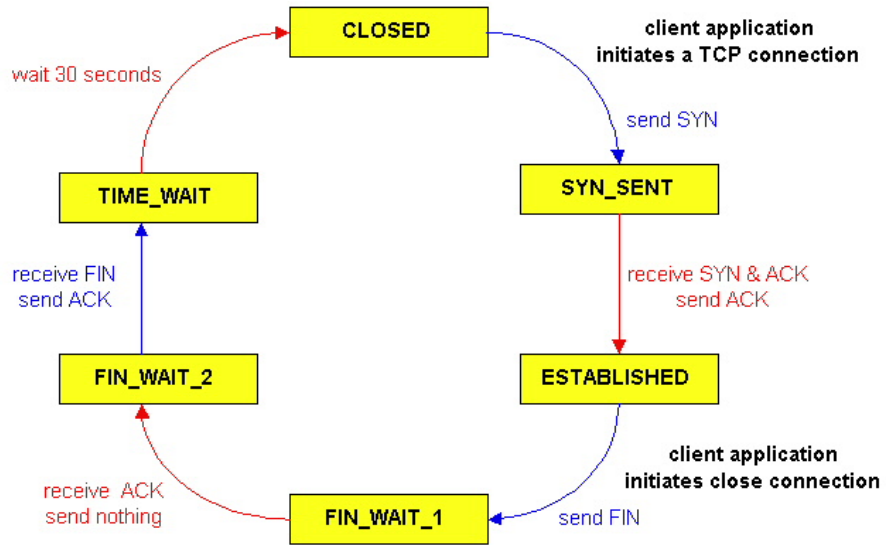 CLOSED
client application
initiates a TCP connection
wait 30 seconds
send SYN
TIME_WAIT
SYN_SENT
receive FIN
send ACK
receive SYN & ACK
send ACK
FIN_WAIT_2
ESTABLISHED
client application
initiates close connection
receive ACK
send nothing
FIN_WAIT_1
send FIN